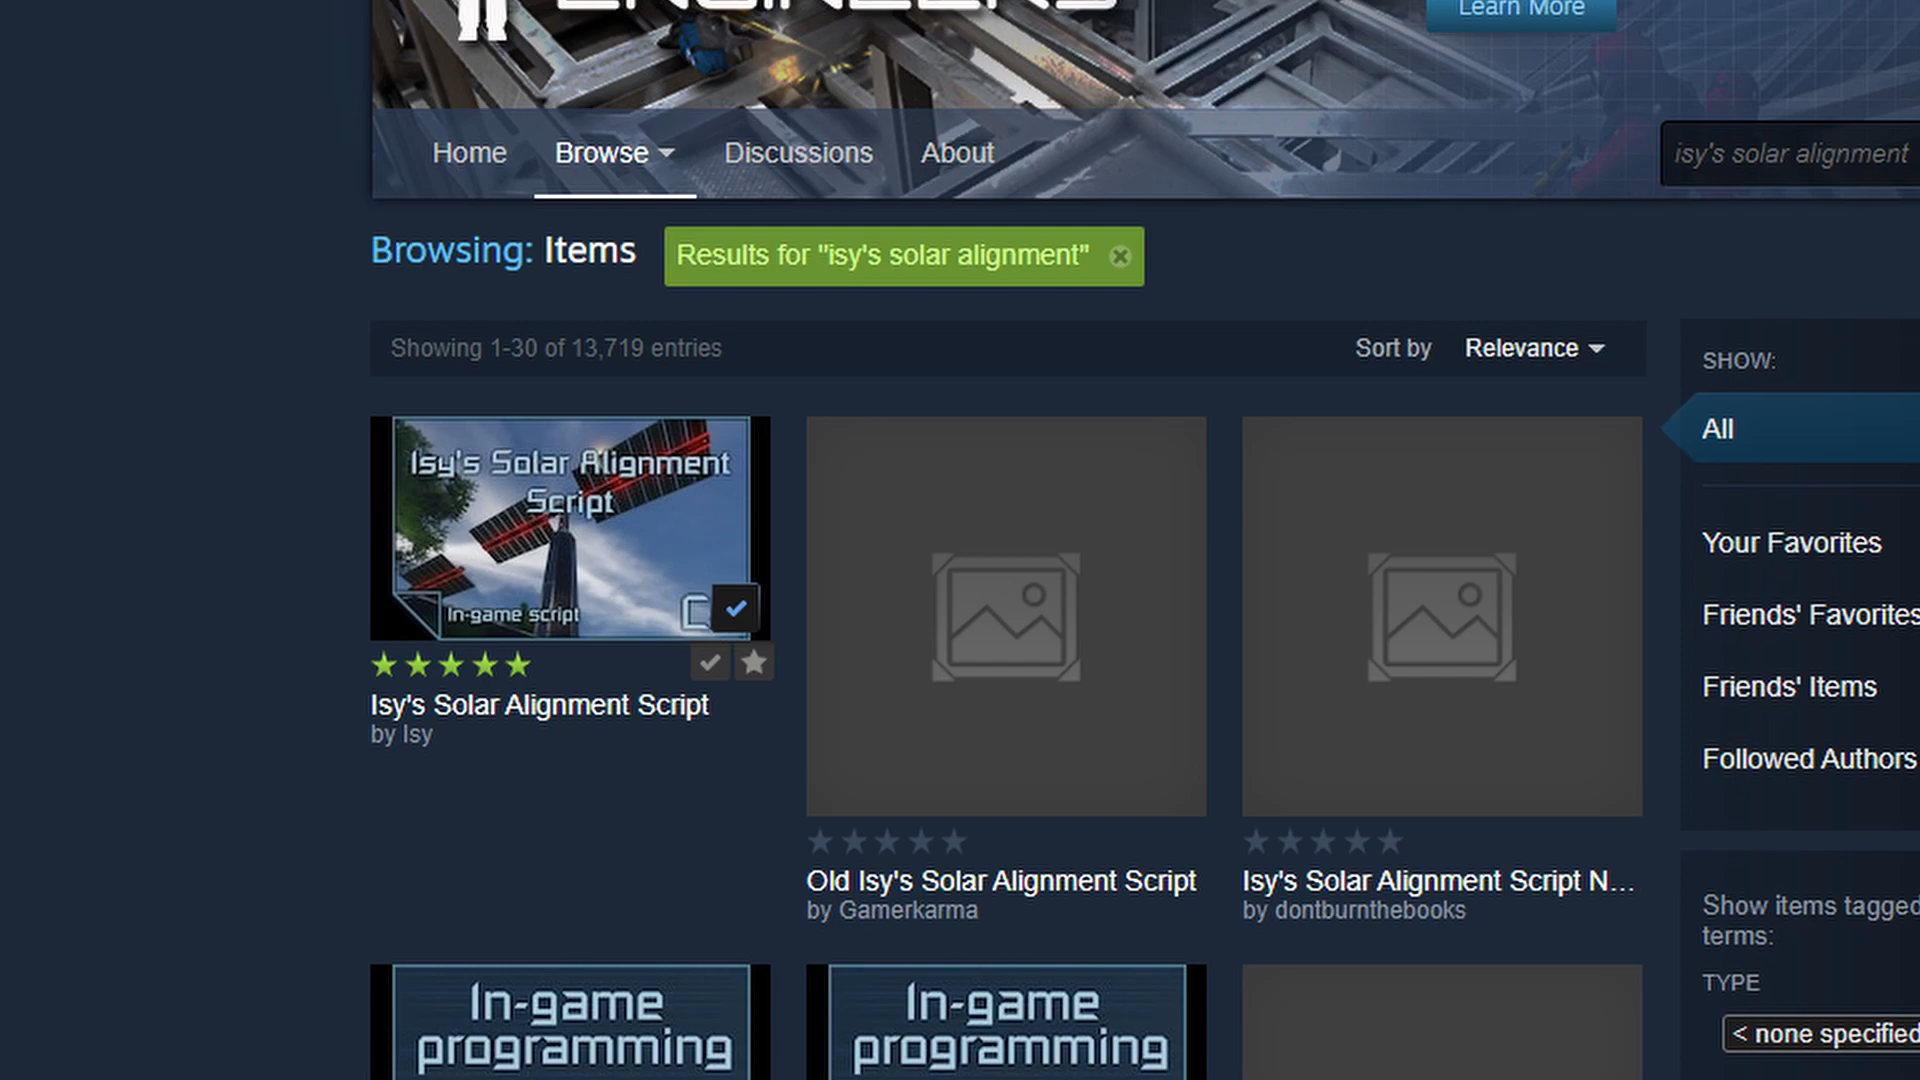 ENGINEERS
Learn More
Home
Browse
Discussions
About
isy's solar alignment
Browsing: Items
Results for "isy's solar alignment"
Showing 1-30 of 13,719 entries
Sort by
Relevance
SHOW:
All
Your Favorites
Friends' Favorites
Friends' Items
Followed Authors
Isy's Solar Alignment
Script
In-game script
Isy's Solar Alignment Script
by Isy
Old Isy's Solar Alignment Script
by Gamerkarma
Isy's Solar Alignment Script N...
by dontburnthebooks
Show items tagged
terms:
TYPE
< none specified
In-game
programming
In-game
programming